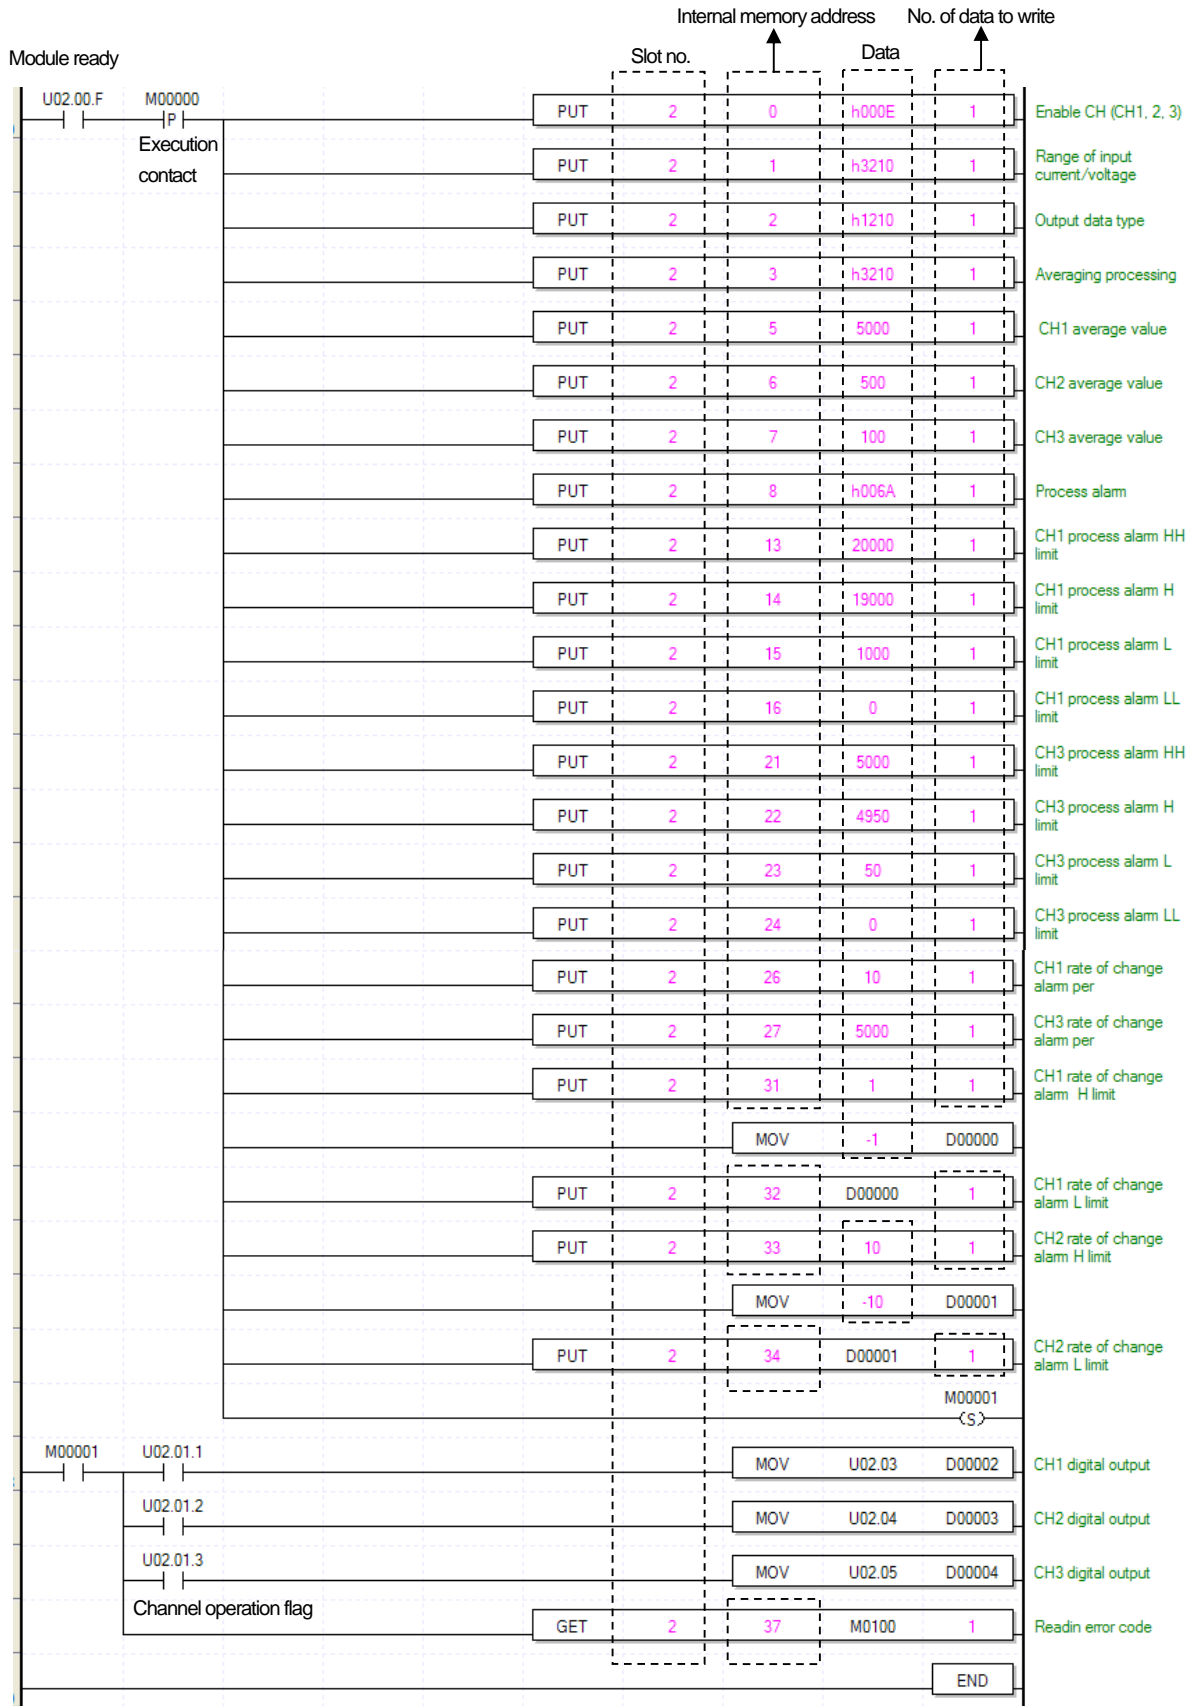 Internal memory address No. of data to write
Module ready Slot no. Data
U02.00.F M00000
P
Execution
contact
PUT 2 0 h000E 1 Enable CH (CH1, 2, 3)
PUT 2 1 h3210 1 Range of input
current/voltage
PUT 2 2 h1210 1 Output data type
PUT 2 3 h3210 1 Averaging processing
PUT 2 5 5000 1 CH1 average value
PUT 2 6 500 1 CH2 average value
PUT 2 7 100 1 CH3 average value
PUT 2 8 h006A 1 Process alarm
PUT 2 13 20000 1 CH1 process alarm HH
limit
PUT 2 14 19000 1 CH1 process alarm H
limit
PUT 2 15 1000 1 CH1 process alarm L
limit
PUT 2 16 0 1 CH1 process alarm LL
limit
PUT 2 21 5000 1 CH3 process alarm HH
limit
PUT 2 22 4950 1 CH3 process alarm H
limit
PUT 2 23 50 1 CH3 process alarm L
limit
PUT 2 24 0 1 CH3 process alarm LL
limit
PUT 2 26 10 1 CH1 rate of change
alarm per
PUT 2 27 5000 1 CH3 rate of change
alarm per
PUT 2 31 1 1 CH1 rate of change
alarm H limit
MOV -1 D00000
PUT 2 32 D00000 1 CH1 rate of change
alarm L limit
PUT 2 33 10 1 CH2 rate of change
alarm H limit
MOV -10 D00001
PUT 2 34 D00001 1 CH2 rate of change
alarm L limit
M00001
S
M00001 U02.01.1 MOV U02.03 D00002 CH1 digital output
U02.01.2 MOV U02.04 D00003 CH2 digital output
U02.01.3 MOV U02.05 D00004 CH3 digital output
Channel operation flag
GET 2 37 M0100 1 Readin error code
END